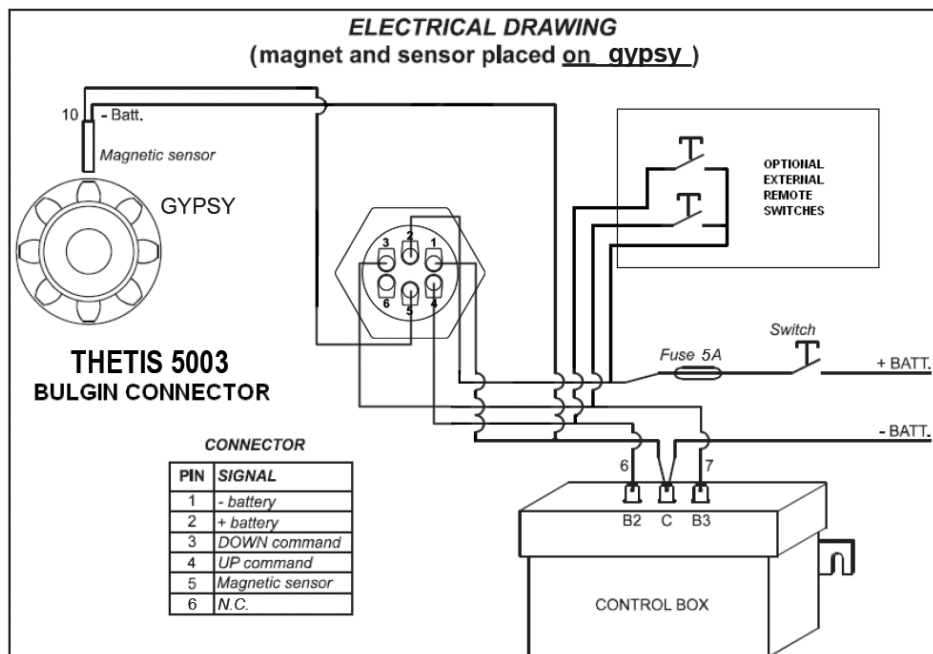 ELECTRICAL DRAWING
(magnet and sensor placed on gypsy )
10
- Batt.
Magnetic sensor
GYPSY
OPTIONAL
EXTERNAL
REMOTE
SWITCHES
3
2
1
6
5
4
THETIS 5003
BULGIN CONNECTOR
Fuse 5A
Switch
+ BATT.
- BATT.
CONNECTOR
PIN SIGNAL
1 - battery
2 + battery
3 DOWN command
4 UP command
5 Magnetic sensor
6 N.C.
6
7
B2 C B3
CONTROL BOX